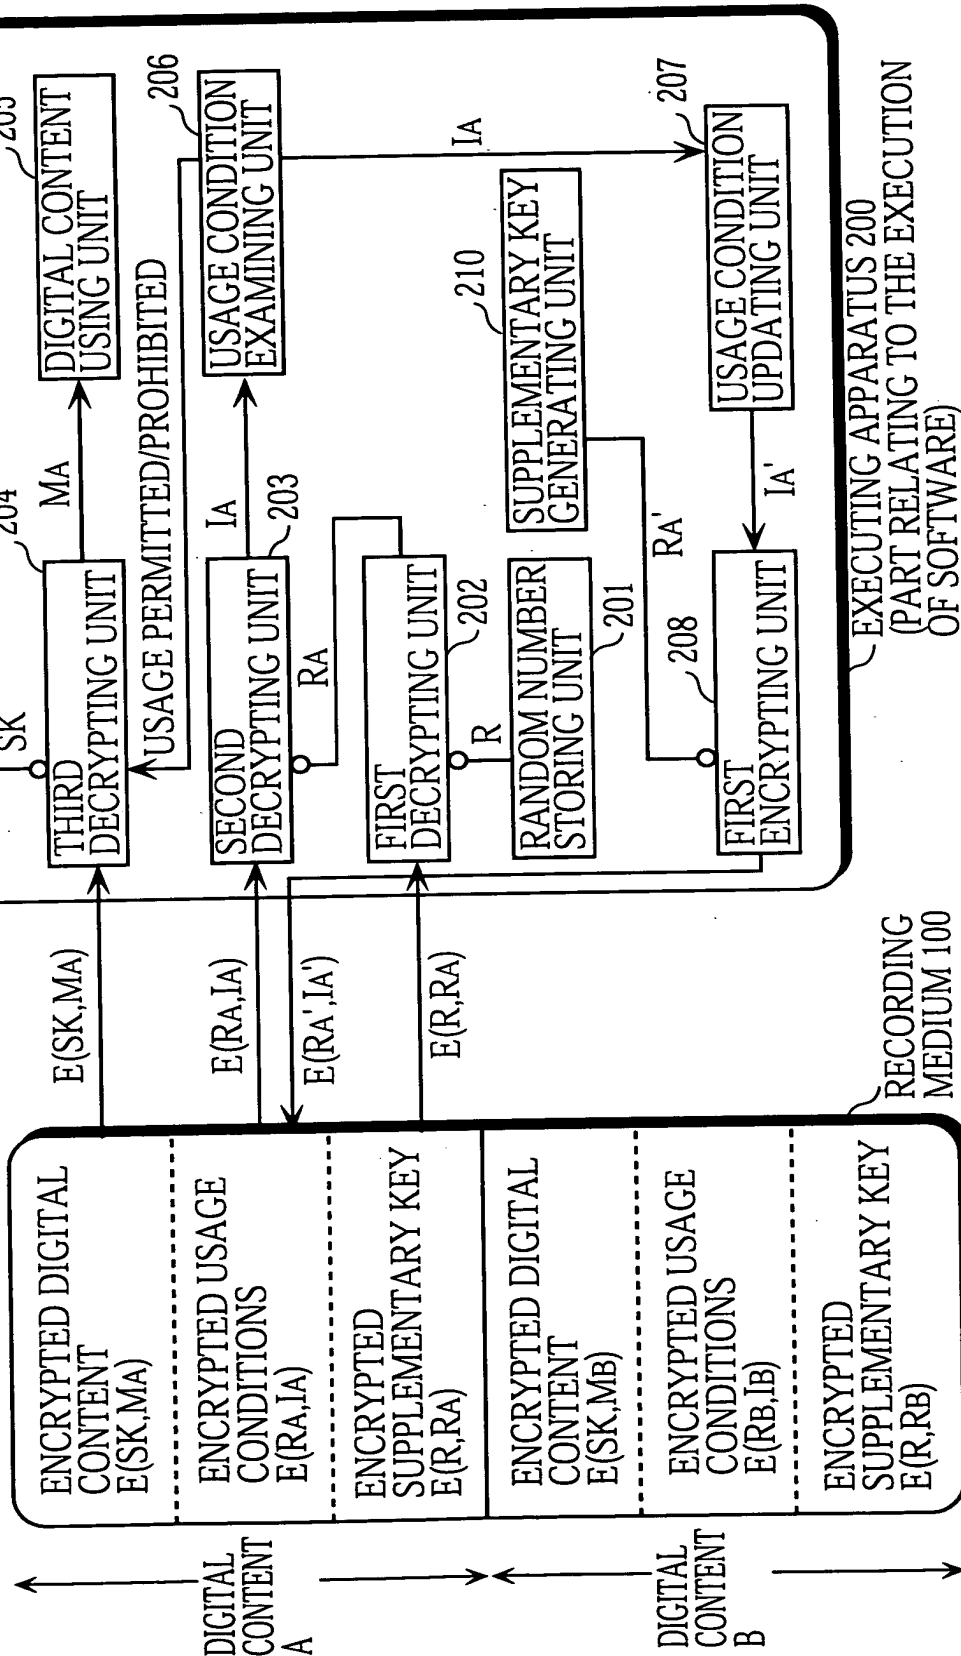 DIGITAL
CONTENT
A
DIGITAL
CONTENT
B
ENCRYPTED DIGITAL
CONTENT
E(SK,MA)
ENCRYPTED USAGE
CONDITIONS
E(RA,IA)
ENCRYPTED
SUPPLEMENTARY KEY
E(R,RA)
ENCRYPTED DIGITAL
CONTENT
E(SK,MB)
ENCRYPTED USAGE
CONDITIONS
E(RB,IB)
ENCRYPTED
SUPPLEMENTARY KEY
E(R,RB)
RECORDING
MEDIUM 100
E(SK,MA)
E(RA,IA)
E(RA',IA')
E(R,RA)
SK
THIRD
DECRYPTING UNIT
204
MA
DIGITAL CONTENT
USING UNIT
205
USAGE PERMITTED/PROHIBITED
SECOND
DECRYPTING UNIT
203
IA
USAGE CONDITION
EXAMINING UNIT
206
RA
FIRST
DECRYPTING UNIT
202
R
RANDOM NUMBER
STORING UNIT
201
SUPPLEMENTARY KEY
GENERATING UNIT
210
RA'
IA
FIRST
ENCRYPTING UNIT
208
IA'
USAGE CONDITION
UPDATING UNIT
207
EXECUTING APPARATUS 200
(PART RELATING TO THE EXECUTION
OF SOFTWARE)